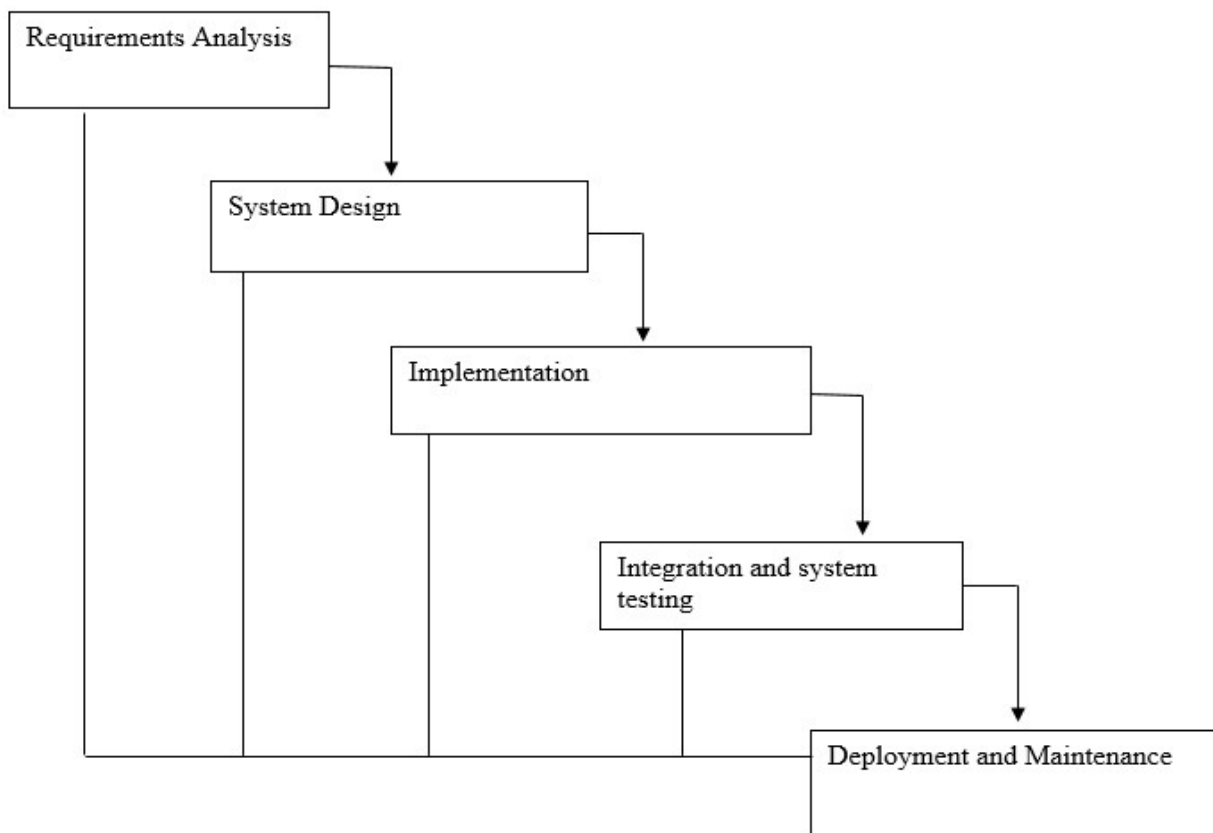 Requirements Analysis
System Design
Implementation
Integration and system
testing
Deployment and Maintenance